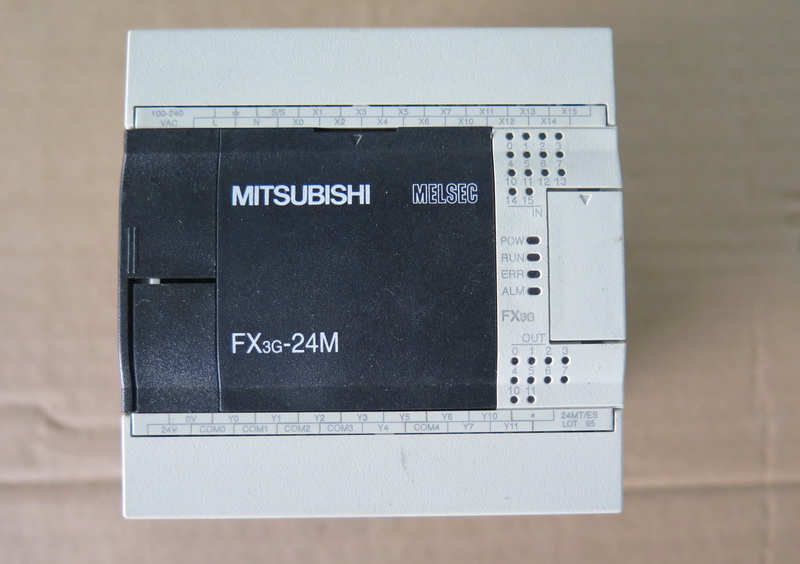 100-240 ⏚ S/S X1 X3 X5 X7 X11 X13 X15
VAC L N X0 X2 X4 X6 X10 X12 X14
0 1 2 3
4 5 6 7
10 11 12 13
14 15
IN
MITSUBISHI MELSEC
POW
RUN
ERR
ALM
FX3G
FX3G-24M
OUT
0 1 2 3
4 5 6 7
10 11
0V Y0 Y1 Y2 Y3 Y5 Y6 Y10 • 24MT/ES
24V COM0 COM1 COM2 COM3 Y4 COM4 Y7 Y11 LOT 95